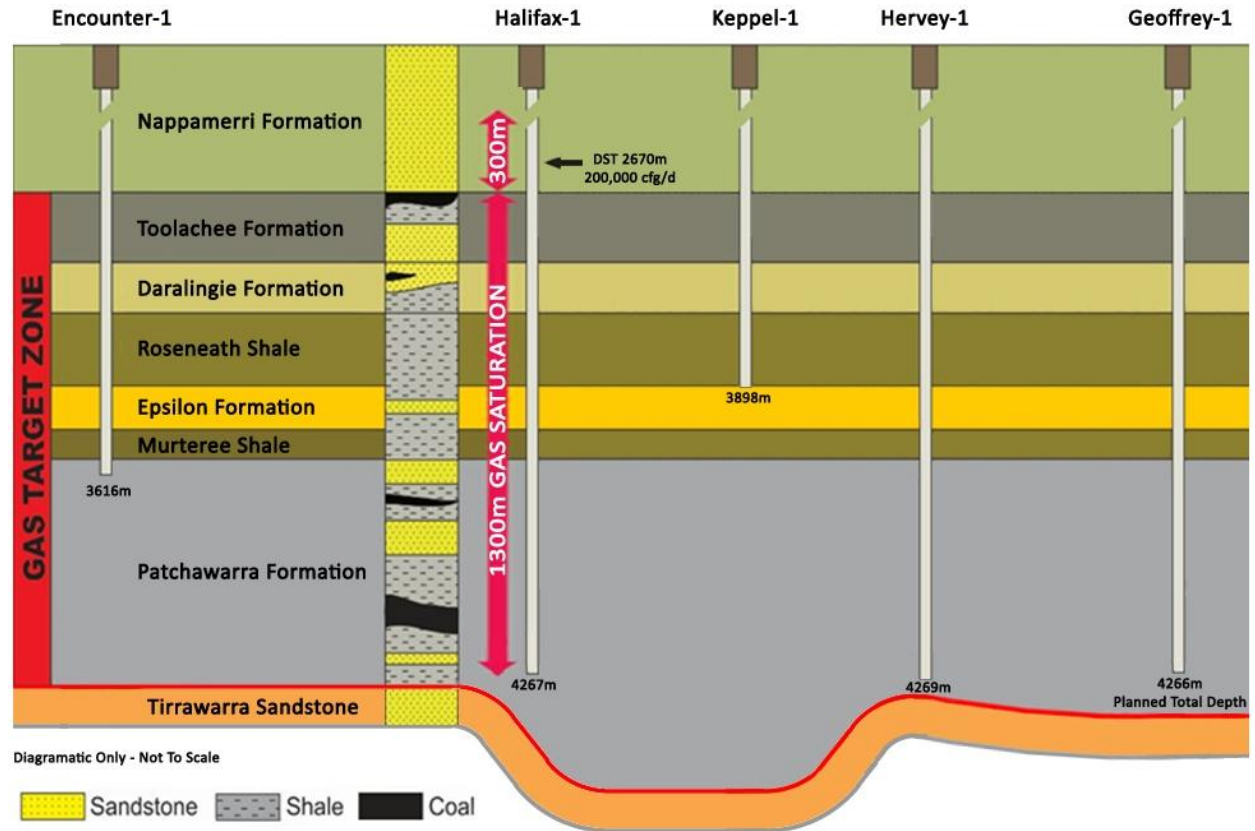 Encounter-1
Halifax-1
Keppel-1
Hervey-1
Geoffrey-1
Nappamerri Formation
300m
DST 2670m
200,000 cfg/d
GAS TARGET ZONE
Toolachee Formation
Daralingie Formation
1300m GAS SATURATION
Roseneath Shale
3898m
Epsilon Formation
Murteree Shale
3616m
Patchawarra Formation
4267m
4269m
4266m
Planned Total Depth
Tirrawarra Sandstone
Diagramatic Only - Not To Scale
Sandstone
Shale
Coal